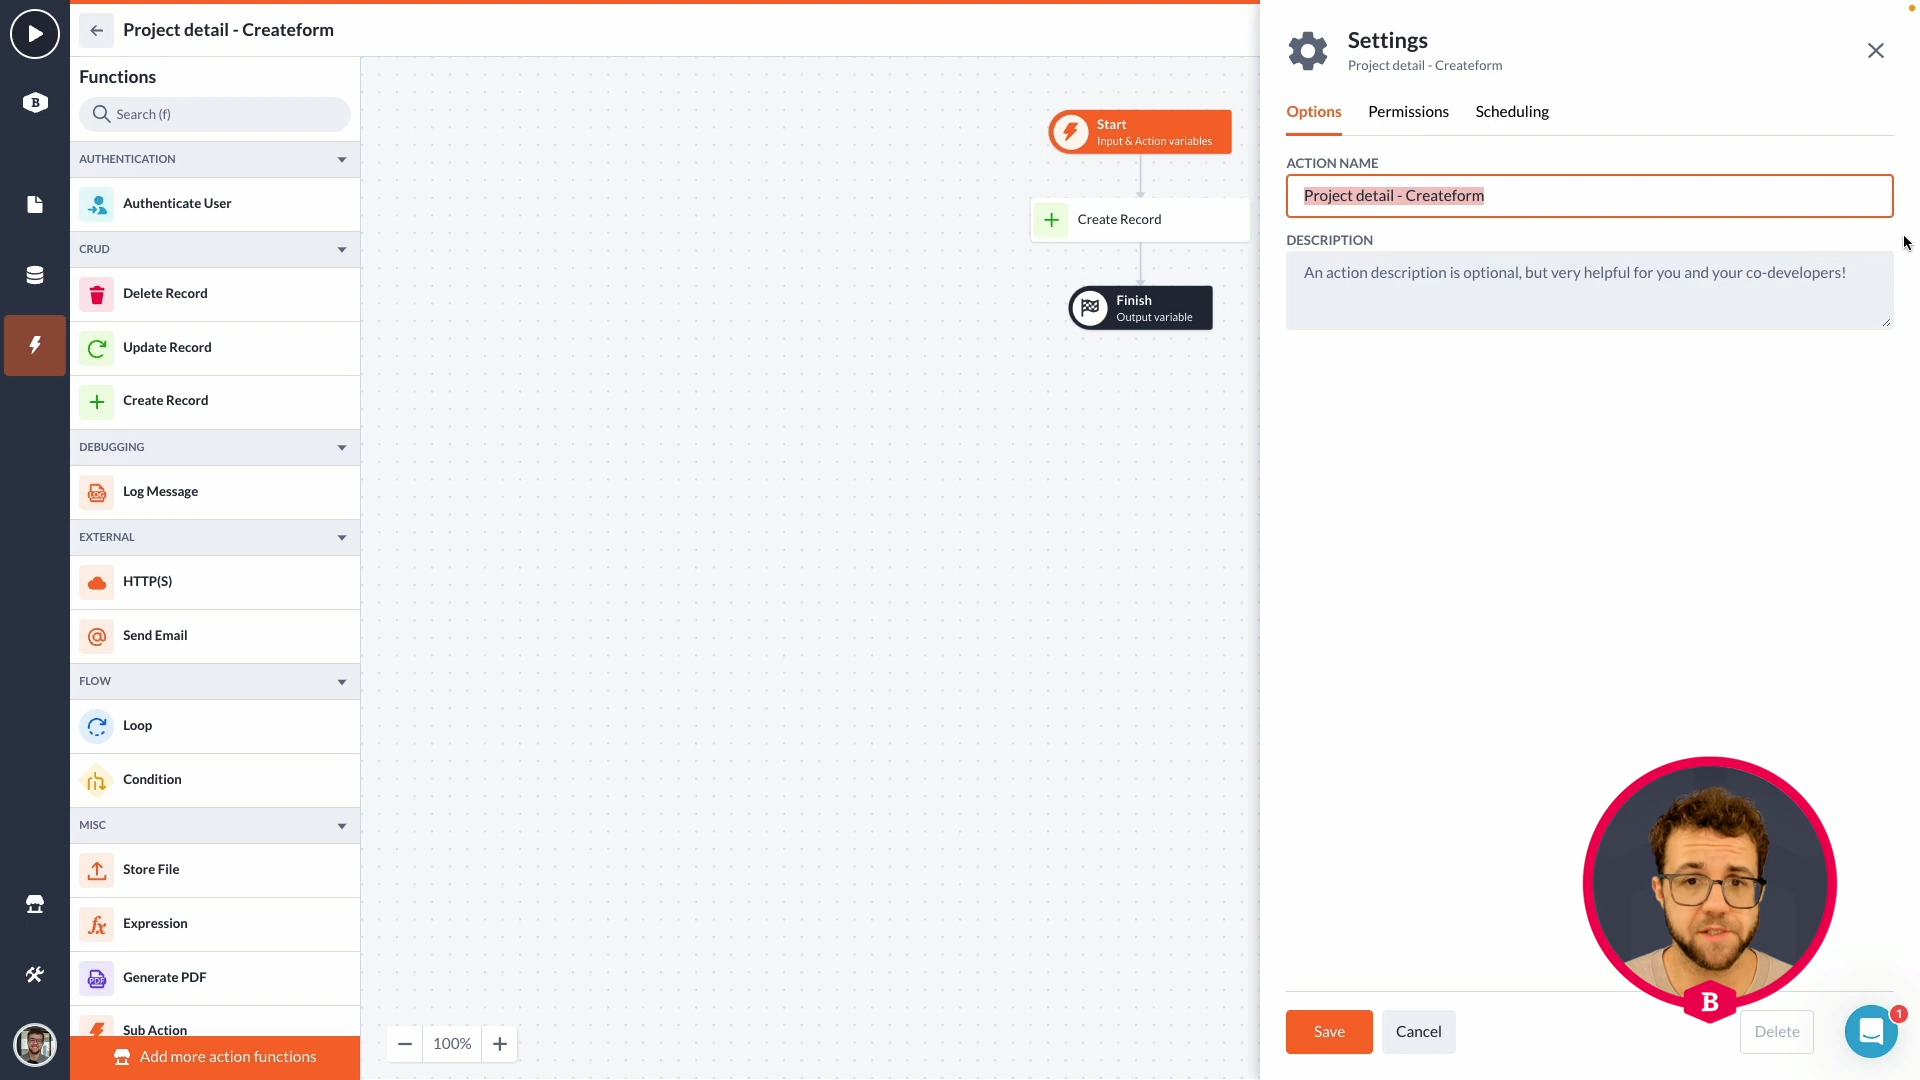 Project detail - Createform
Functions
Search (f)
AUTHENTICATION
Authenticate User
CRUD
Delete Record
Update Record
Create Record
DEBUGGING
LOG
Log Message
EXTERNAL
HTTP(S)
Send Email
FLOW
Loop
Condition
MISC
Store File
fx
Expression
PDF
Generate PDF
Sub Action
Add more action functions
B
Start
Input & Action variables
Create Record
Finish
Output variable
100%
Settings
Project detail - Createform
Options
Permissions
Scheduling
ACTION NAME
Project detail - Createform
DESCRIPTION
An action description is optional, but very helpful for you and your co-developers!
B
Save
Cancel
Delete
1